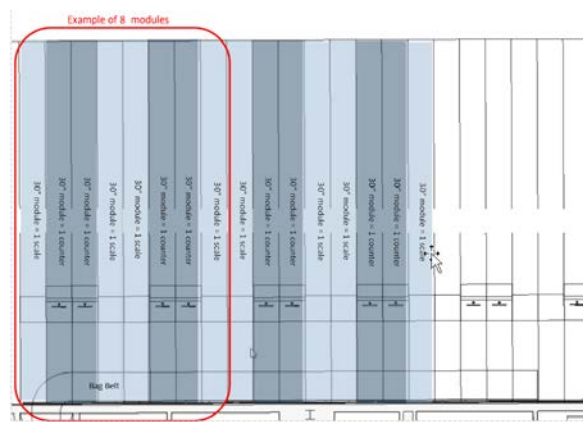 Example of 8 modules
30" module = 1 scale
30" module = 1 counter
30" module = 1 counter
30" module = 1 scale
30" module = 1 scale
30" module = 1 counter
30" module = 1 counter
30" module = 1 scale
30" module = 1 scale
30" module = 1 counter
30" module = 1 counter
30" module = 1 scale
30" module = 1 scale
30" module = 1 counter
30" module = 1 counter
30" module = 1 scale
Bag Belt